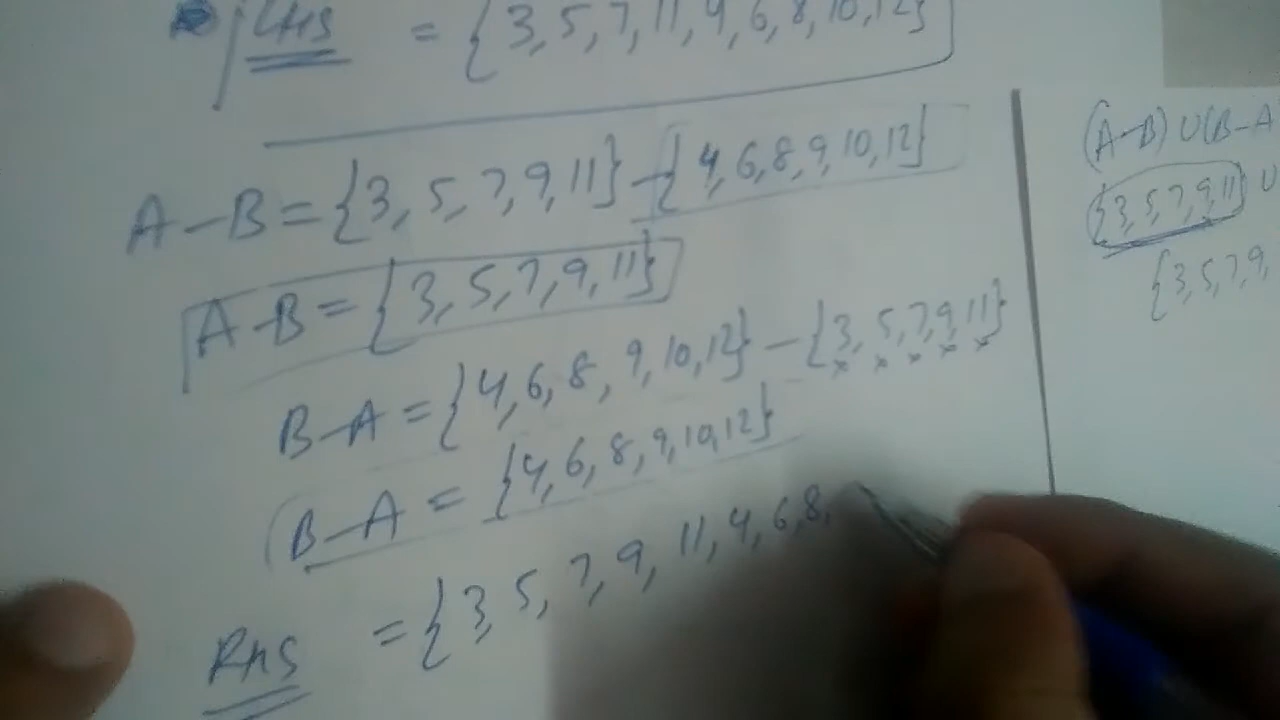 LHS = {3, 5, 7, 11, 4, 6, 8, 10, 12}
A-B = {3, 5, 7, 9, 11} - {4, 6, 8, 9, 10, 12}
A-B = {3, 5, 7, 9, 11}
B-A = {4, 6, 8, 9, 10, 12} - {3, 5, 7, 9, 11}
B-A = {4, 6, 8, 9, 10, 12}
RHS = {3, 5, 7, 9, 11, 4, 6, 8,
(A-B) U (B-A
{3, 5, 7, 9, 11} U
{3, 5, 7, 9,